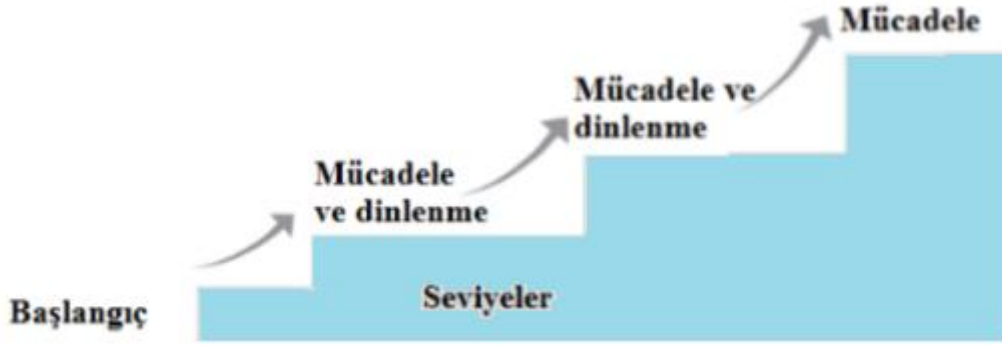 Mücadele
Mücadele ve
dinlenme
Mücadele
ve dinlenme
Seviyeler
Başlangıç